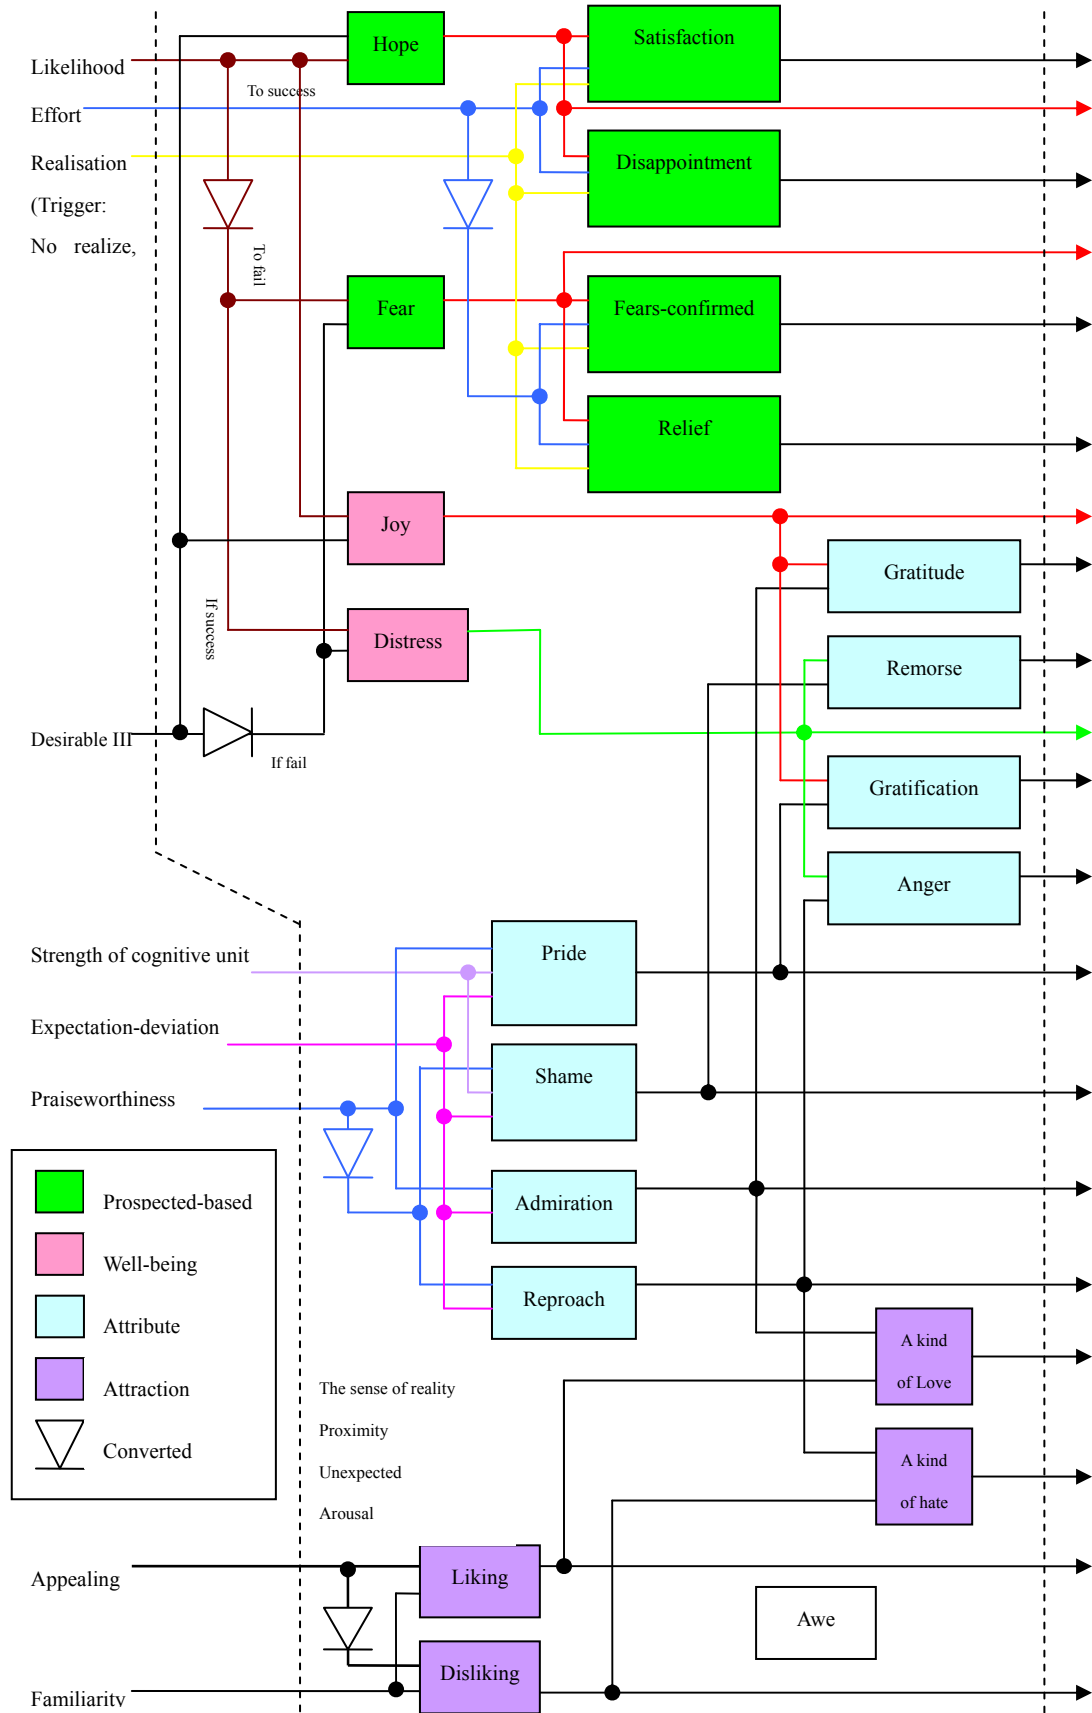 Hope
Satisfaction
Likelihood
To success
Effort
Realisation
Disappointment
(Trigger:
No realize,
To fail
Fear
Fears-confirmed
Relief
Joy
Gratitude
If success
Distress
Remorse
Desirable III
If fail
Gratification
Anger
Strength of cognitive unit
Pride
Expectation-deviation
Shame
Praiseworthiness
Prospected-based
Admiration
Well-being
Reproach
Attribute
A kind
of Love
Attraction
The sense of reality
Proximity
Converted
A kind
of hate
Unexpected
Arousal
Appealing
Liking
Awe
Disliking
Familiarity